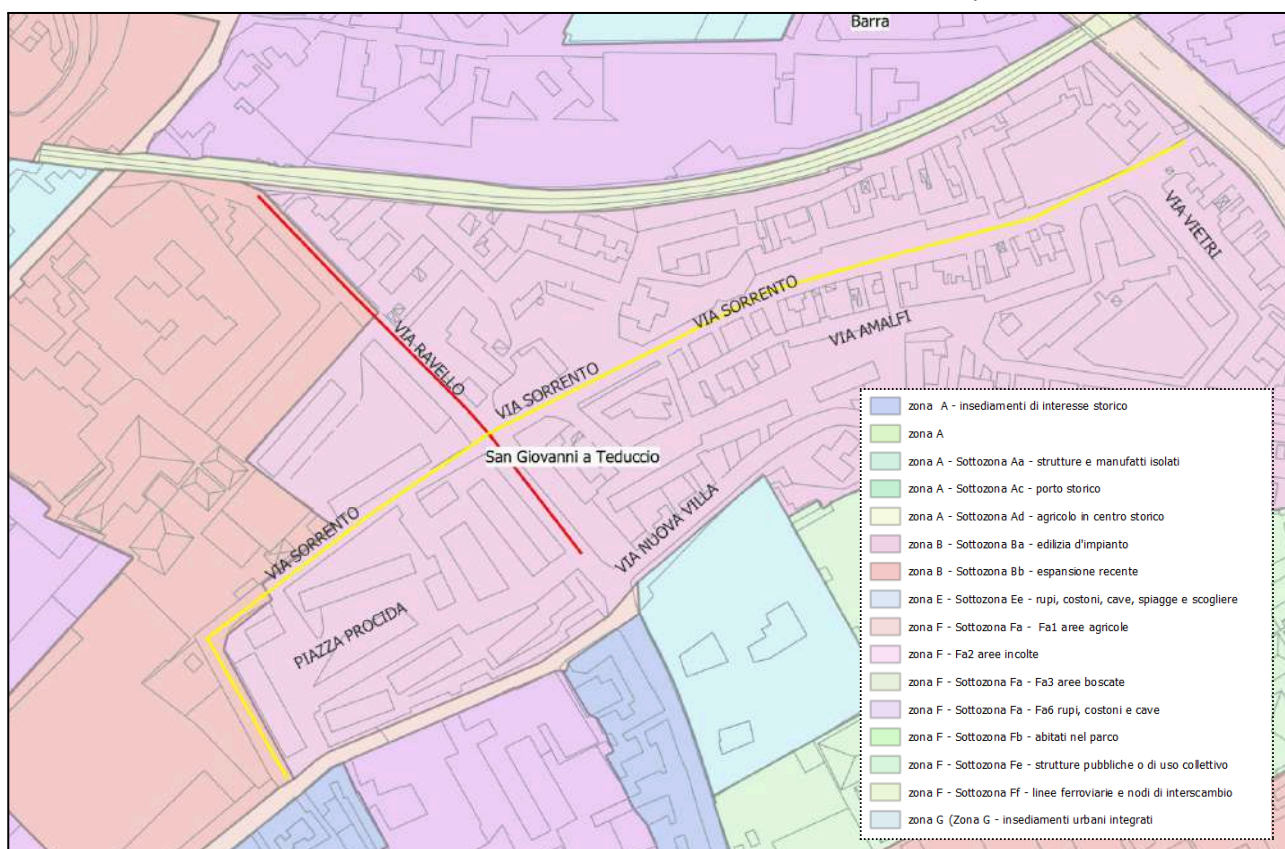 Barra
VIA VIETRI
VIA SORRENTO
VIA AMALFI
VIA RAVELLO
VIA SORRENTO
San Giovanni a Teduccio
VIA NUOVA VILLA
VIA SORRENTO
PIAZZA PROCIDA
zona A - insediamenti di interesse storico
zona A
zona A - Sottozona Aa - strutture e manufatti isolati
zona A - Sottozona Ac - porto storico
zona A - Sottozona Ad - agricolo in centro storico
zona B - Sottozona Ba - edilizia d'impianto
zona B - Sottozona Bb - espansione recente
zona E - Sottozona Ee - rupi, costoni, cave, spiagge e scogliere
zona F - Sottozona Fa - Fa1 aree agricole
zona F - Fa2 aree incolte
zona F - Sottozona Fa - Fa3 aree boscate
zona F - Sottozona Fa - Fa6 rupi, costoni e cave
zona F - Sottozona Fb - abitati nel parco
zona F - Sottozona Fe - strutture pubbliche o di uso collettivo
zona F - Sottozona Ff - linee ferroviarie e nodi di interscambio
zona G (Zona G - insediamenti urbani integrati